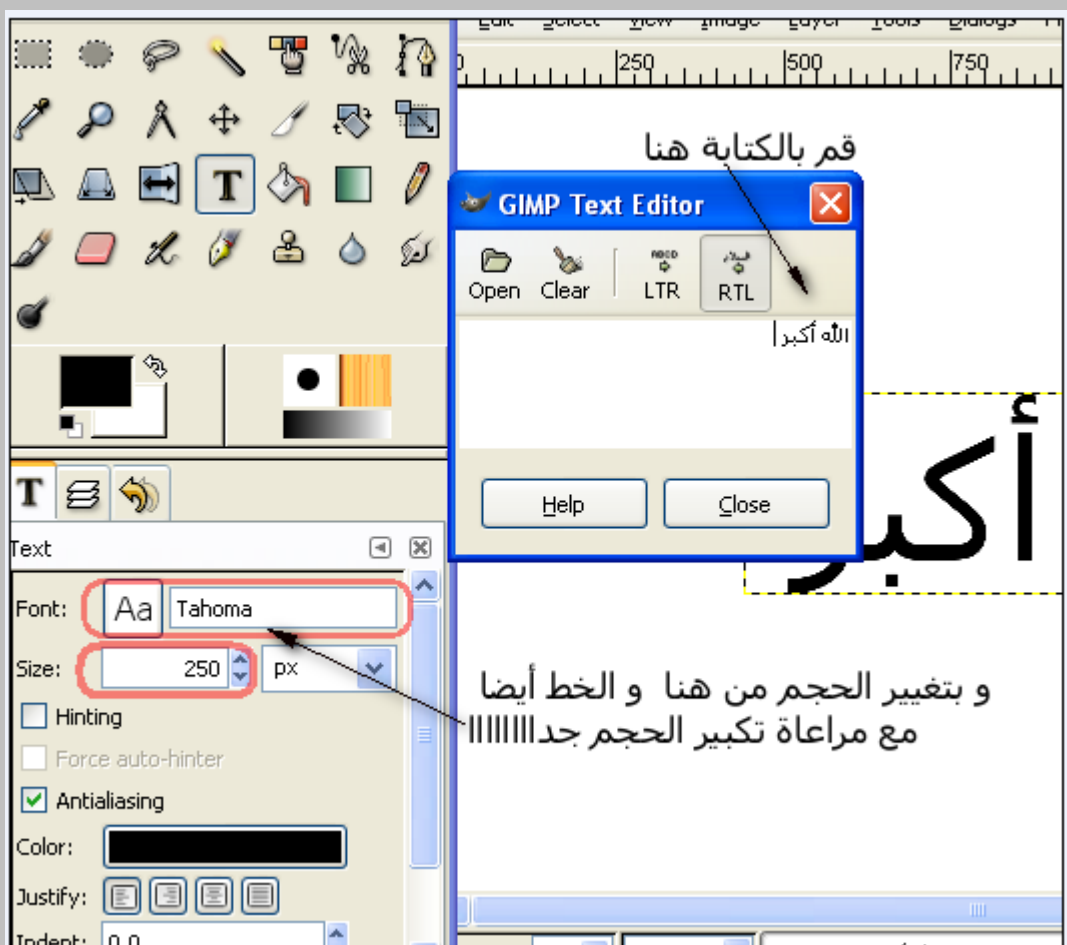 Edit Select View Image Layer Tools Dialogs
250 500 750
قم بالكتابة هنا
GIMP Text Editor
Open Clear LTR RTL
الله أكبر
Help Close
أكبر
Text
Font: Aa Tahoma
Size: 250 px
و بتغيير الحجم من هنا و الخط أيضا
مع مراعاة تكبير الحجم جداااااااااا
Hinting
Force auto-hinter
Antialiasing
Color:
Justify:
Indent: 0.0